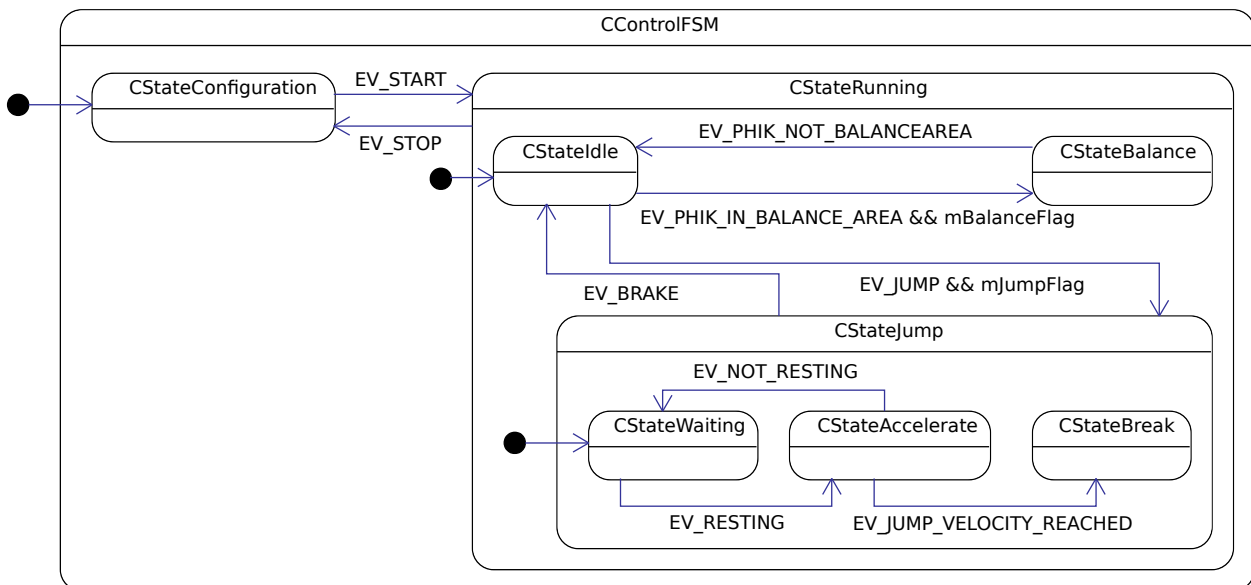 CControlFSM
CStateConfiguration
EV_START
EV_STOP
CStateRunning
CStateIdle
EV_PHIK_NOT_BALANCEAREA
CStateBalance
EV_PHIK_IN_BALANCE_AREA && mBalanceFlag
EV_JUMP && mJumpFlag
EV_BRAKE
CStateJump
EV_NOT_RESTING
CStateWaiting
CStateAccelerate
CStateBreak
EV_RESTING
EV_JUMP_VELOCITY_REACHED